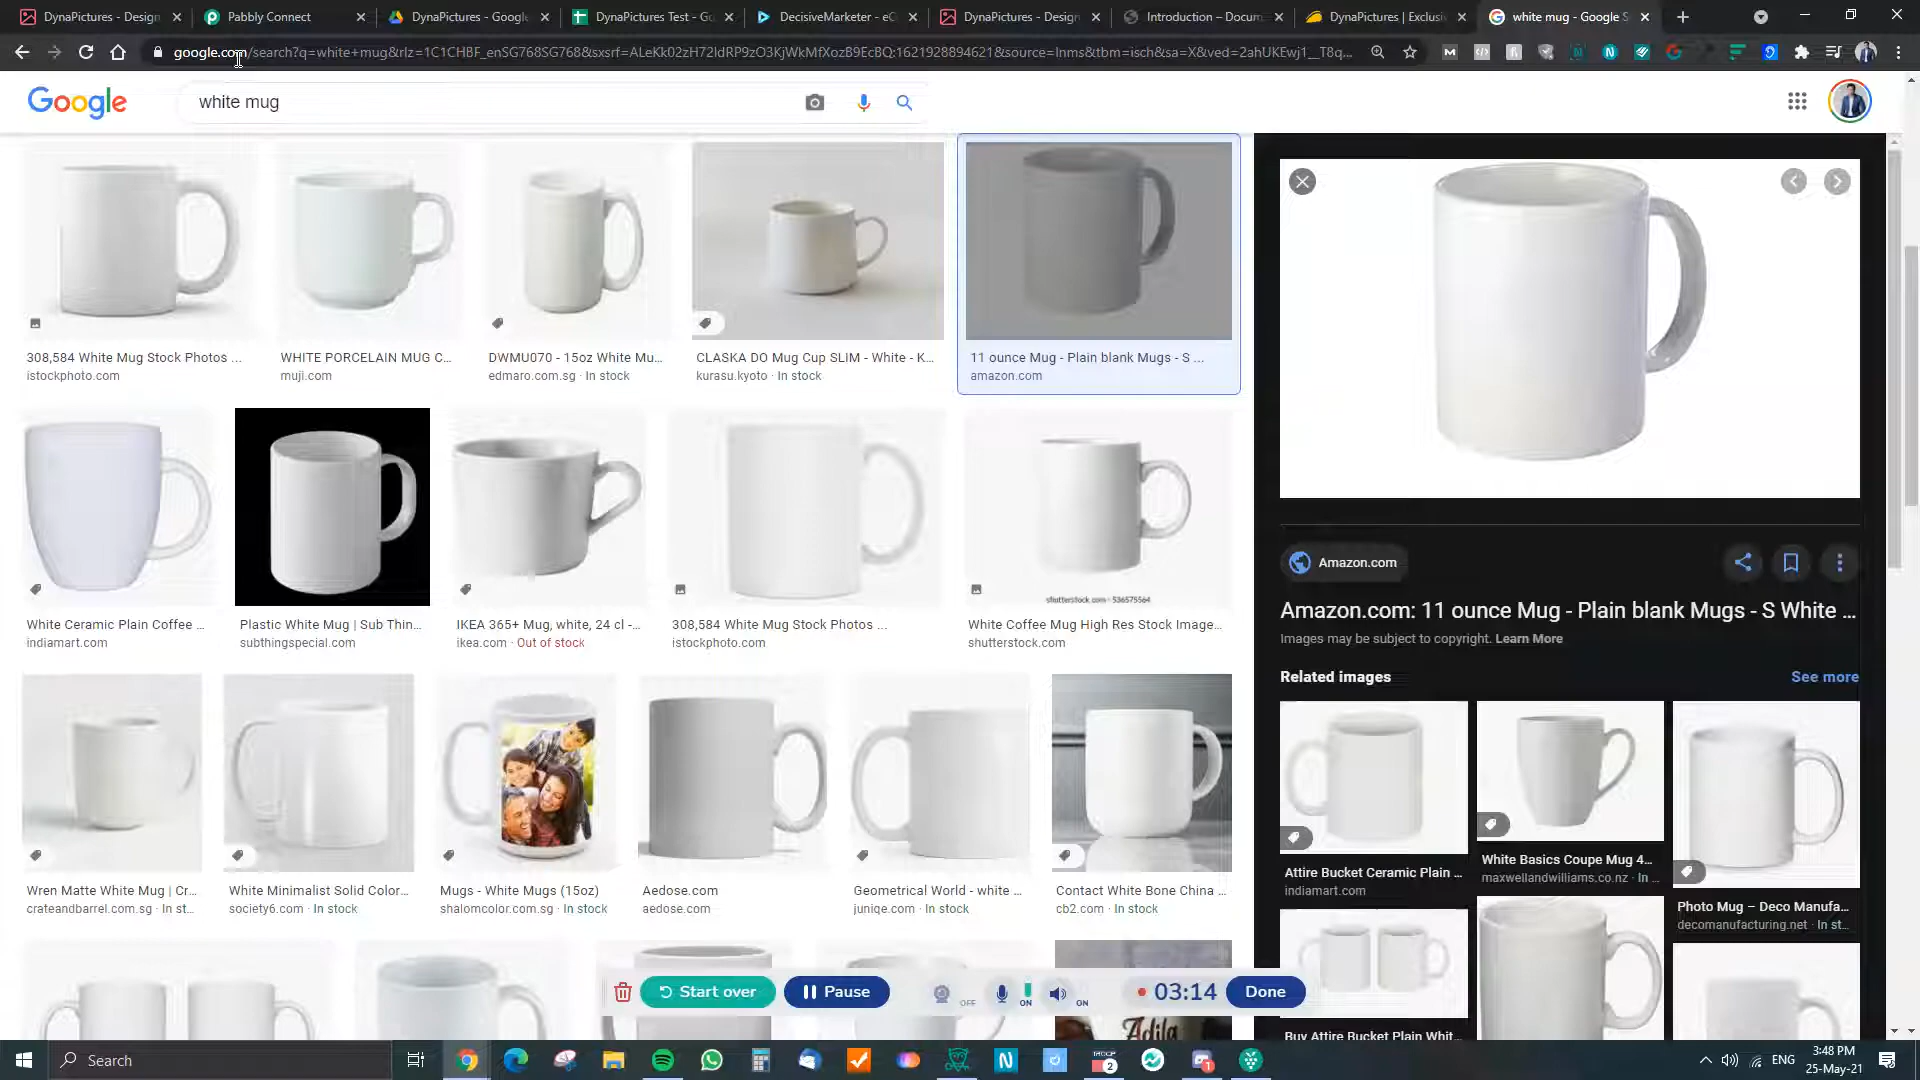 DynaPictures - Design
Pabbly Connect
DynaPictures - Google
DynaPictures Test - Go
DecisiveMarketer - eC
DynaPictures - Design
Introduction – Docum
DynaPictures | Exclusiv
white mug - Google S
google.com/search?q=white+mug&rlz=1C1CHBF_enSG768SG768&sxsrf=ALeKk02zH72ldRP9zO3KjWkMfXozB9EcBQ:1621928894621&source=lnms&tbm=isch&sa=X&ved=2ahUKEwj1__T8q...
Google
white mug
308,584 White Mug Stock Photos ...
istockphoto.com
WHITE PORCELAIN MUG C...
muji.com
DWMU070 - 15oz White Mu...
edmaro.com.sg · In stock
CLASKA DO Mug Cup SLIM - White - K...
kurasu.kyoto · In stock
11 ounce Mug - Plain blank Mugs - S ...
amazon.com
shutterstock.com • 536575564
White Ceramic Plain Coffee ...
indiamart.com
Plastic White Mug | Sub Thin...
subthingspecial.com
IKEA 365+ Mug, white, 24 cl -...
ikea.com · Out of stock
308,584 White Mug Stock Photos ...
istockphoto.com
White Coffee Mug High Res Stock Image...
shutterstock.com
Wren Matte White Mug | Cr...
crateandbarrel.com.sg · In st...
White Minimalist Solid Color...
society6.com · In stock
Mugs - White Mugs (15oz)
shalomcolor.com.sg · In stock
Aedose.com
aedose.com
Geometrical World - white ...
juniqe.com · In stock
Contact White Bone China ...
cb2.com · In stock
Amazon.com
Amazon.com: 11 ounce Mug - Plain blank Mugs - S White ...
Images may be subject to copyright. Learn More
Related images
See more
Attire Bucket Ceramic Plain ...
indiamart.com
White Basics Coupe Mug 4...
maxwellandwilliams.co.nz · In ...
Photo Mug – Deco Manufa...
decomanufacturing.net · In st...
Buy Attire Bucket Plain Whit...
Adila
Start over
Pause
OFF
ON
ON
03:14
Done
Search
2
1
ENG
3:48 PM
25-May-21